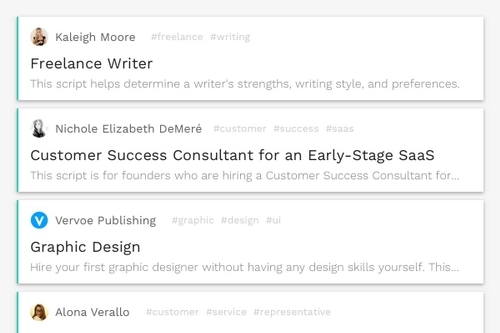 Kaleigh Moore #freelance #writing
Freelance Writer
This script helps determine a writer's strengths, writing style, and preferences.
Nichole Elizabeth DeMeré #customer #success #saas
Customer Success Consultant for an Early-Stage SaaS
This script is for founders who are hiring a Customer Success Consultant for...
Vervoe Publishing #graphic #design #ui
Graphic Design
Hire your first graphic designer without having any design skills yourself. This...
Alona Verallo #customer #service #representative